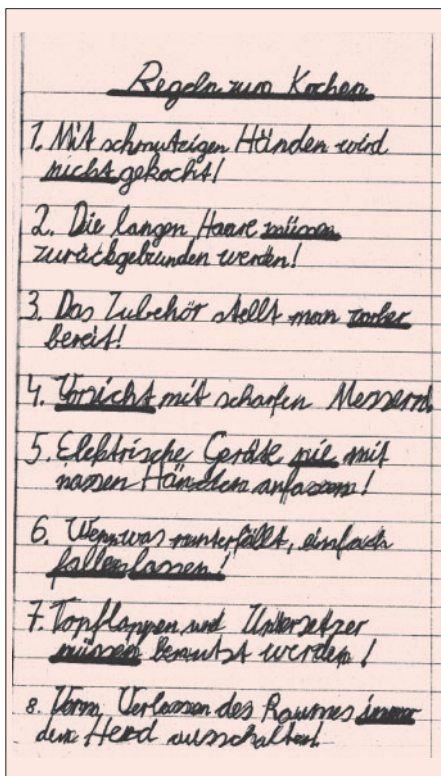 Regeln zum Kochen
1. Mit schmutzigen Händen wird
nicht gekocht!
2. Die langen Haare müssen
zurückgebunden werden!
3. Das Zubehör stellt man vorher
bereit!
4. Vorsicht mit scharfen Messern.
5. Elektrische Geräte nie mit
nassen Händen anfassen!
6. Wenn was runterfällt, einfach
fallen lassen!
7. Topflappen und Untersetzer
müssen benutzt werden!
8. Vorm Verlassen des Raumes immer
den Herd ausschalten!